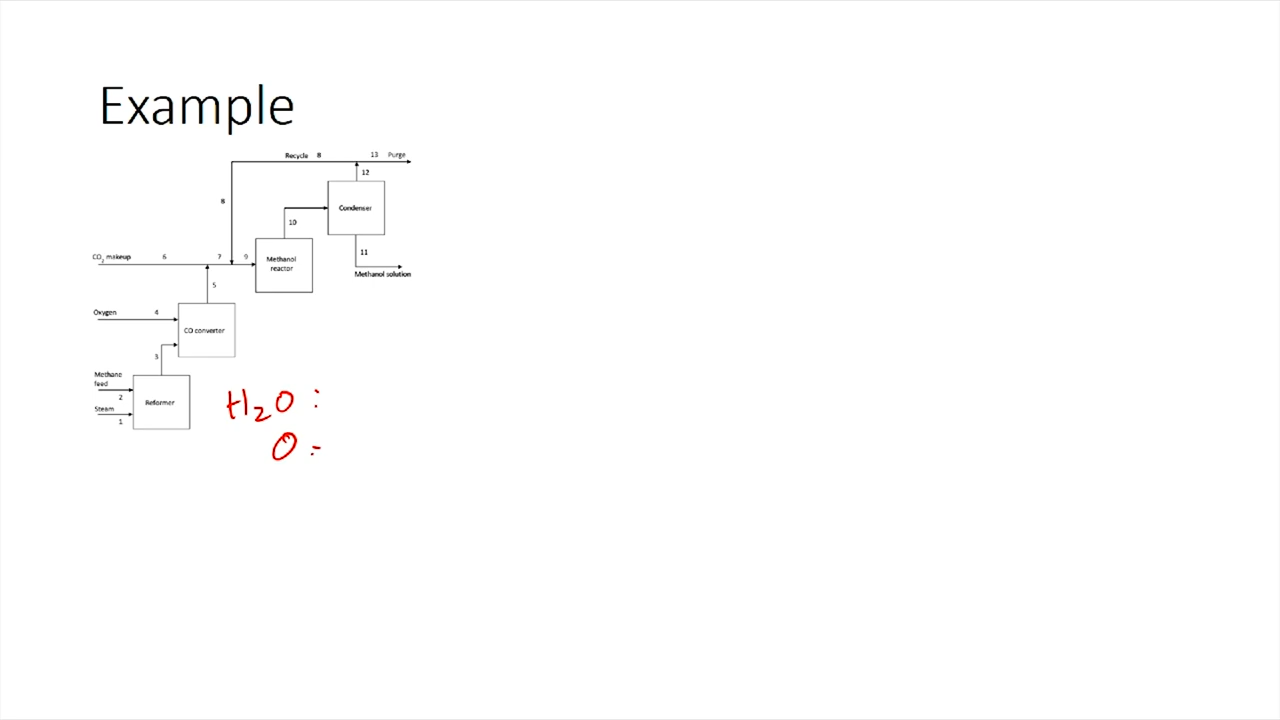 Example
Recycle 8 13 Purge
12
8
Condenser
10
11
CO2 makeup 6 7 9
Methanol
reactor
Methanol solution
5
Oxygen 4
CO converter
3
Methane
feed
2
Reformer
Steam
1
H2O :
O :